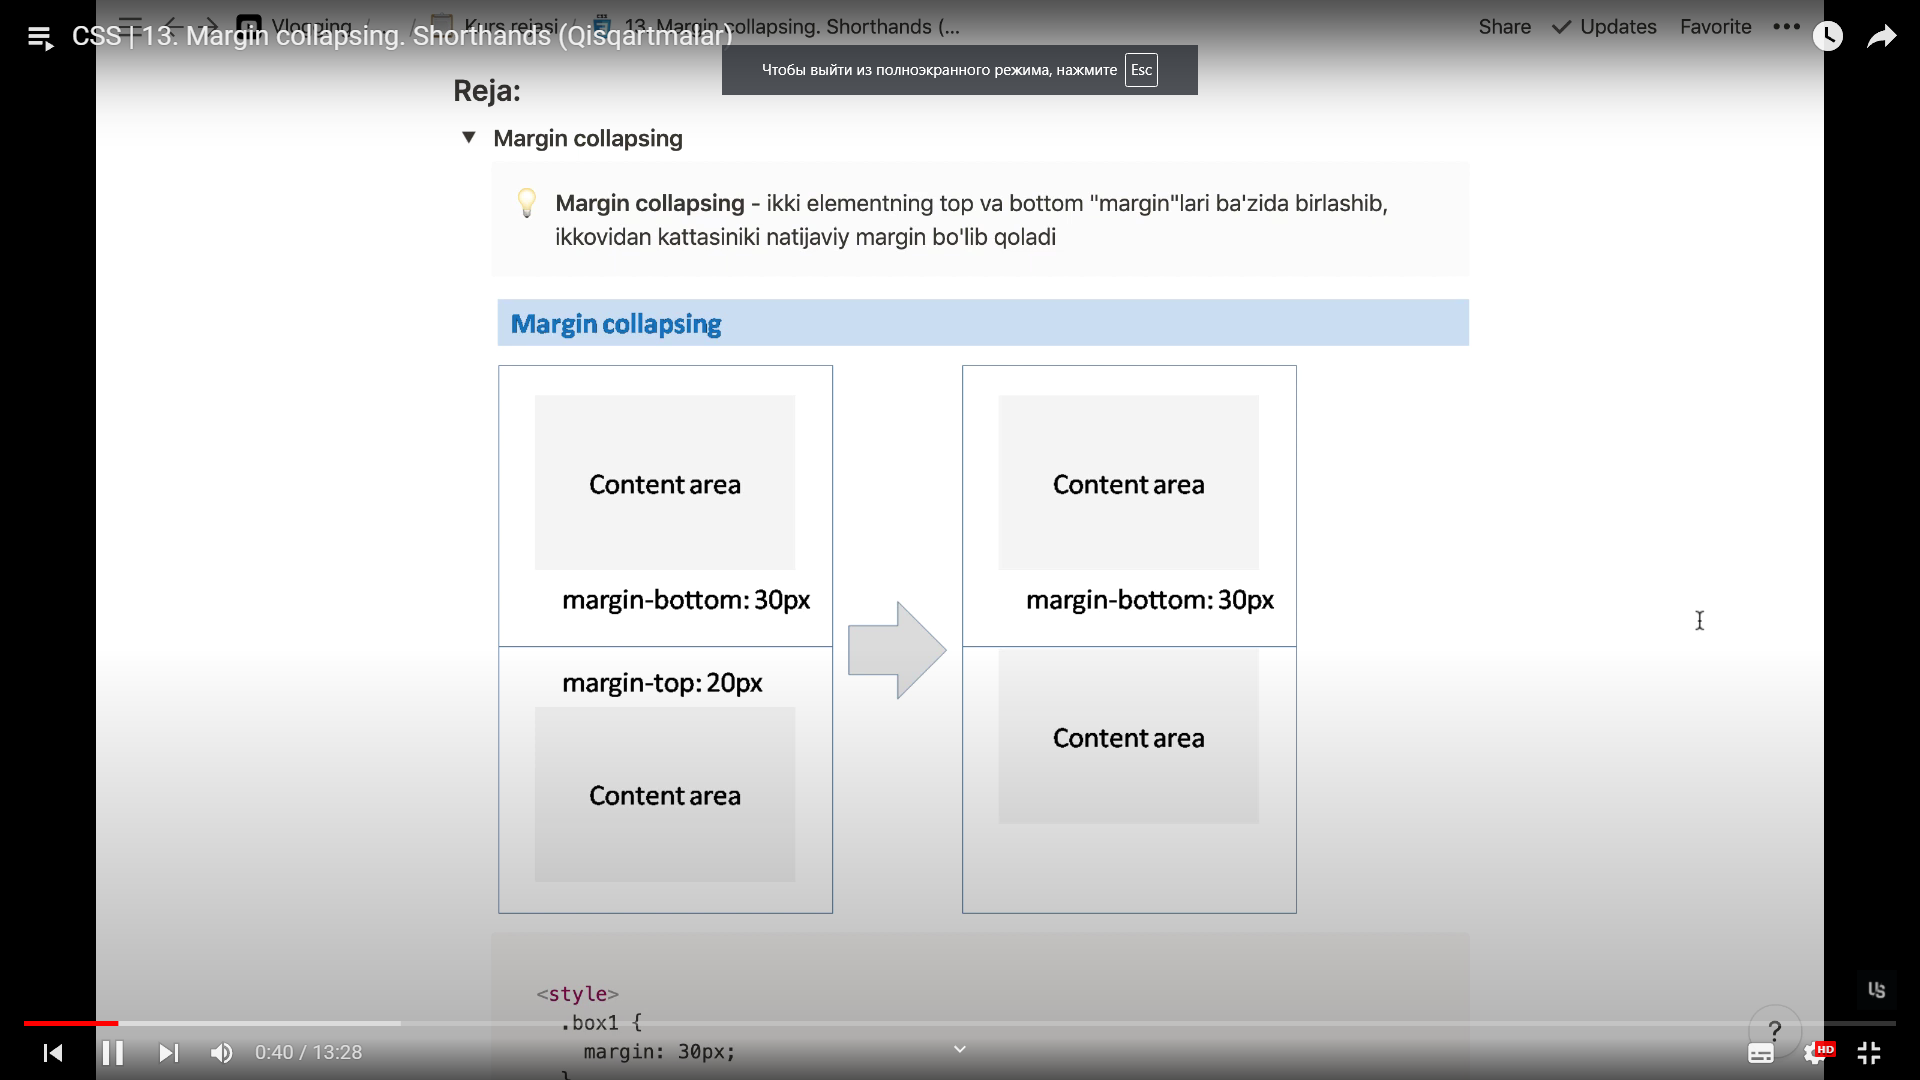 Vlogging / / Kurs rejasi / 13. Margin collapsing. Shorthands (...
Share Updates Favorite
CSS | 13. Margin collapsing. Shorthands (Qisqartmalar)
Чтобы выйти из полноэкранного режима, нажмите Esc
Reja:
Margin collapsing
Margin collapsing - ikki elementning top va bottom "margin"lari ba'zida birlashib,
ikkovidan kattasiniki natijaviy margin bo'lib qoladi
Margin collapsing
Content area
margin-bottom: 30px
margin-top: 20px
Content area
Content area
margin-bottom: 30px
Content area
<style>
.box1 {
margin: 30px;
}
?
0:40 / 13:28
HD